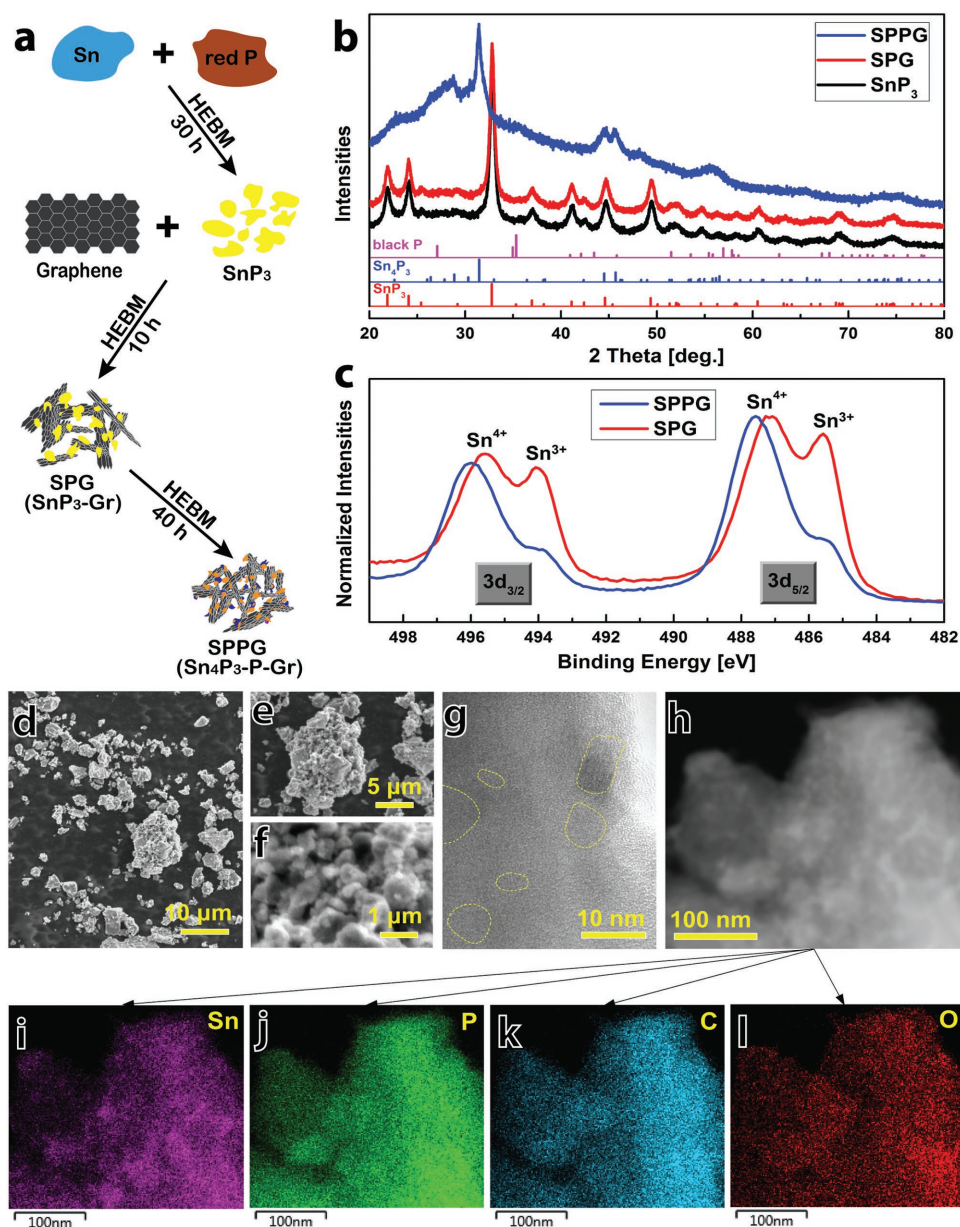 a
Sn + red P
HEBM
30 h
Graphene
+
SnP3
HEBM
10 h
SPG
(SnP3-Gr)
HEBM
40 h
SPPG
(Sn4P3-P-Gr)
b
SPPG
SPG
SnP3
Intensities
black P
Sn4P3
SnP3
20 30 40 50 60 70 80
2 Theta [deg.]
c
SPPG
SPG
Sn4+
Sn3+
Sn4+
Sn3+
3d3/2
3d5/2
Normalized Intensities
498 496 494 492 490 488 486 484 482
Binding Energy [eV]
d
10 µm
e
5 µm
f
1 µm
g
10 nm
h
100 nm
i
Sn
100nm
j
P
100nm
k
C
100nm
l
O
100nm